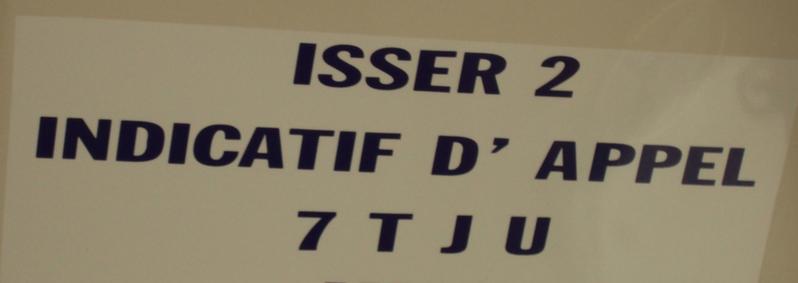 ISSER 2
INDICATIF D' APPEL
7 T J U